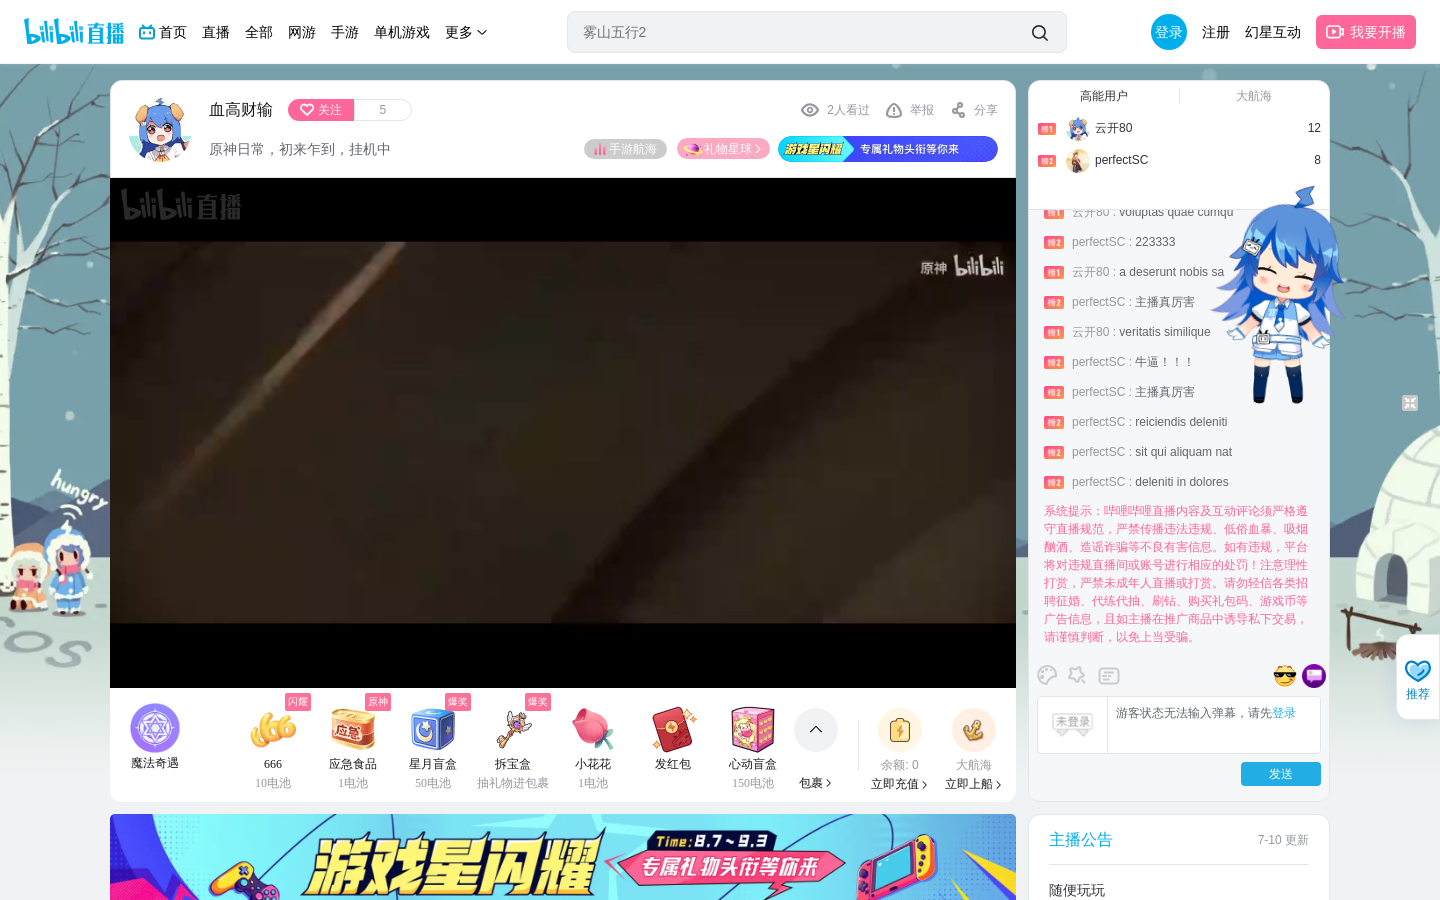 bilibili 直播 首页 直播 全部 网游 手游 单机游戏 更多 雾山五行2 登录 注册 幻星互动 我要开播
血高财输 关注 5 2人看过 举报 分享
原神日常，初来乍到，挂机中 手游航海 礼物星球 游戏星闪耀 专属礼物头衔等你来
bilibili 直播
原神 bilibili
高能用户 大航海
榜1 云开80 12
榜2 perfectSC 8
榜1 云开80 : voluptas quae cumqu
榜2 perfectSC : 223333
榜1 云开80 : a deserunt nobis sa
榜2 perfectSC : 主播真厉害
榜1 云开80 : veritatis similique
榜2 perfectSC : 牛逼！！！
榜2 perfectSC : 主播真厉害
榜2 perfectSC : reiciendis deleniti
榜2 perfectSC : sit qui aliquam nat
榜2 perfectSC : deleniti in dolores
系统提示：哔哩哔哩直播内容及互动评论须严格遵
守直播规范，严禁传播违法违规、低俗血暴、吸烟
酗酒、造谣诈骗等不良有害信息。如有违规，平台
将对违规直播间或账号进行相应的处罚！注意理性
打赏，严禁未成年人直播或打赏。请勿轻信各类招
聘征婚、代练代抽、刷钻、购买礼包码、游戏币等
广告信息，且如主播在推广商品中诱导私下交易，
请谨慎判断，以免上当受骗。
未登录 游客状态无法输入弹幕，请先登录
发送
hungry
SOS
推荐
闪耀 原神 爆奖 爆奖
应急
魔法奇遇 666 应急食品 星月盲盒 拆宝盒 小花花 发红包 心动盲盒
10电池 1电池 50电池 抽礼物进包裹 1电池 150电池 包裹
余额: 0 大航海
立即充值 立即上船
游戏星闪耀 Time:8.7~9.3
专属礼物头衔等你来
主播公告 7-10 更新
随便玩玩